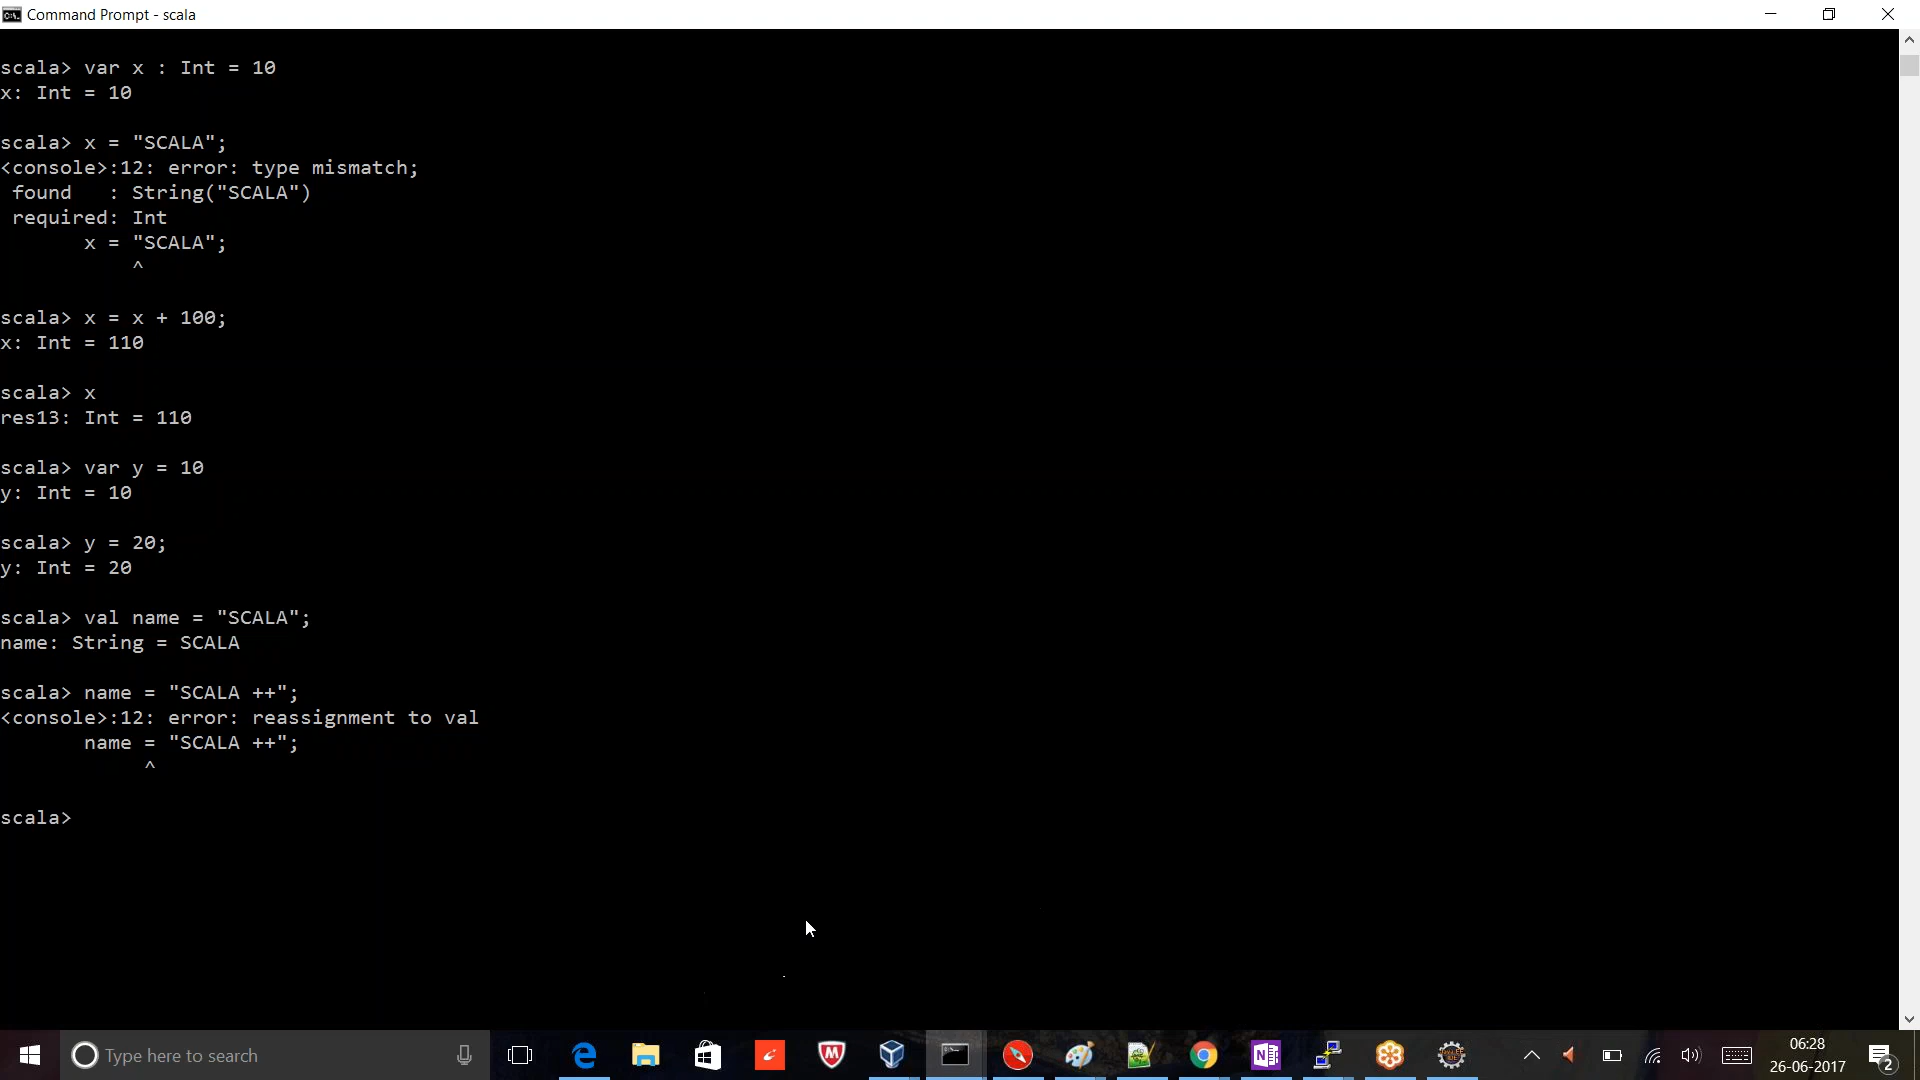 Command Prompt - scala
scala> var x : Int = 10
x: Int = 10
scala> x = "SCALA";
<console>:12: error: type mismatch;
 found   : String("SCALA")
 required: Int
       x = "SCALA";
           ^
scala> x = x + 100;
x: Int = 110
scala> x
res13: Int = 110
scala> var y = 10
y: Int = 10
scala> y = 20;
y: Int = 20
scala> val name = "SCALA";
name: String = SCALA
scala> name = "SCALA ++";
<console>:12: error: reassignment to val
       name = "SCALA ++";
            ^
scala>
Type here to search
06:28
26-06-2017
2